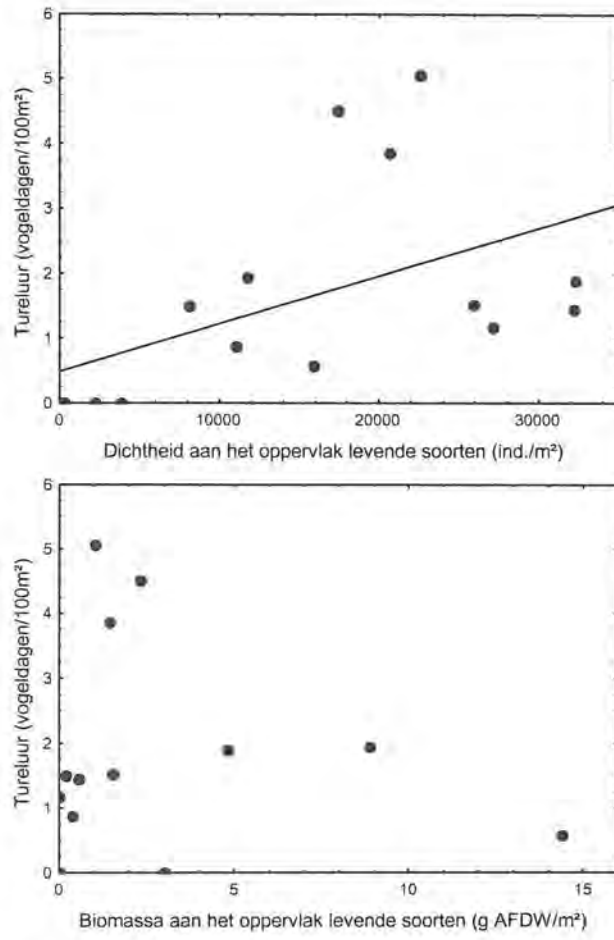 6
5
4
3
2
1
0
Tureluur (vogeldagen/100m²)
0 10000 20000 30000
Dichtheid aan het oppervlak levende soorten (ind./m²)
6
5
4
3
2
1
0
Tureluur (vogeldagen/100m²)
0 5 10 15
Biomassa aan het oppervlak levende soorten (g AFDW/m²)